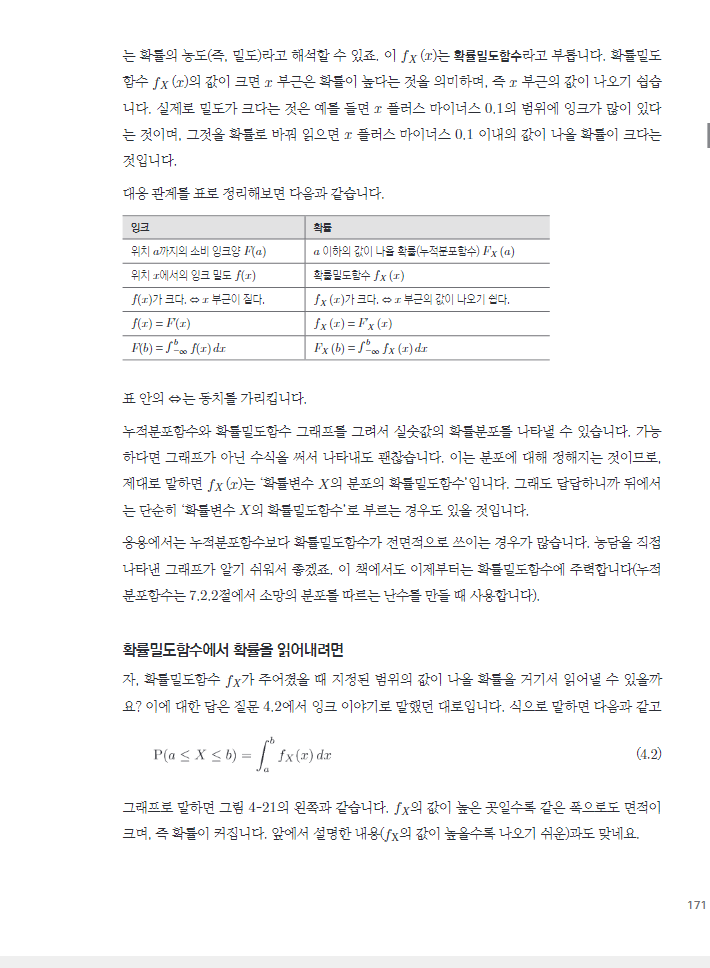 는 확률의 농도(즉, 밀도)라고 해석할 수 있죠. 이 fX (x)는 확률밀도함수라고 부릅니다. 확률밀도
함수 fX (x)의 값이 크면 x 부근은 확률이 높다는 것을 의미하며, 즉 x 부근의 값이 나오기 쉽습
니다. 실제로 밀도가 크다는 것은 예를 들면 x 플러스 마이너스 0.1의 범위에 잉크가 많이 있다
는 것이며, 그것을 확률로 바꿔 읽으면 x 플러스 마이너스 0.1 이내의 값이 나올 확률이 크다는
것입니다.
대응 관계를 표로 정리해보면 다음과 같습니다.
잉크 확률
위치 a까지의 소비 잉크양 F(a) a 이하의 값이 나올 확률(누적분포함수) FX (a)
위치 x에서의 잉크 밀도 f(x) 확률밀도함수 fX (x)
f(x)가 크다. ⇔ x 부근이 짙다. fX (x)가 크다. ⇔ x 부근의 값이 나오기 쉽다.
f(x) = F′(x) fX (x) = F′X (x)
F(b) = ∫_{-∞}^{b} f(x) dx FX (b) = ∫_{-∞}^{b} fX (x) dx
표 안의 ⇔는 동치를 가리킵니다.
누적분포함수와 확률밀도함수 그래프를 그려서 실숫값의 확률분포를 나타낼 수 있습니다. 가능
하다면 그래프가 아닌 수식을 써서 나타내도 괜찮습니다. 이는 분포에 대해 정해지는 것이므로,
제대로 말하면 fX (x)는 ‘확률변수 X의 분포의 확률밀도함수’입니다. 그래도 답답하니까 뒤에서
는 단순히 ‘확률변수 X의 확률밀도함수’로 부르는 경우도 있을 것입니다.
응용에서는 누적분포함수보다 확률밀도함수가 전면적으로 쓰이는 경우가 많습니다. 농담을 직접
나타낸 그래프가 알기 쉬워서 좋겠죠. 이 책에서도 이제부터는 확률밀도함수에 주력합니다(누적
분포함수는 7.2.2절에서 소망의 분포를 따르는 난수를 만들 때 사용합니다).
확률밀도함수에서 확률을 읽어내려면
자, 확률밀도함수 fX가 주어졌을 때 지정된 범위의 값이 나올 확률을 거기서 읽어낼 수 있을까
요? 이에 대한 답은 질문 4.2에서 잉크 이야기로 말했던 대로입니다. 식으로 말하면 다음과 같고
P(a ≤ X ≤ b) = ∫_{a}^{b} fX(x) dx (4.2)
그래프로 말하면 그림 4-21의 왼쪽과 같습니다. fX의 값이 높은 곳일수록 같은 폭으로도 면적이
크며, 즉 확률이 커집니다. 앞에서 설명한 내용(fX의 값이 높을수록 나오기 쉬운)과도 맞네요.
171